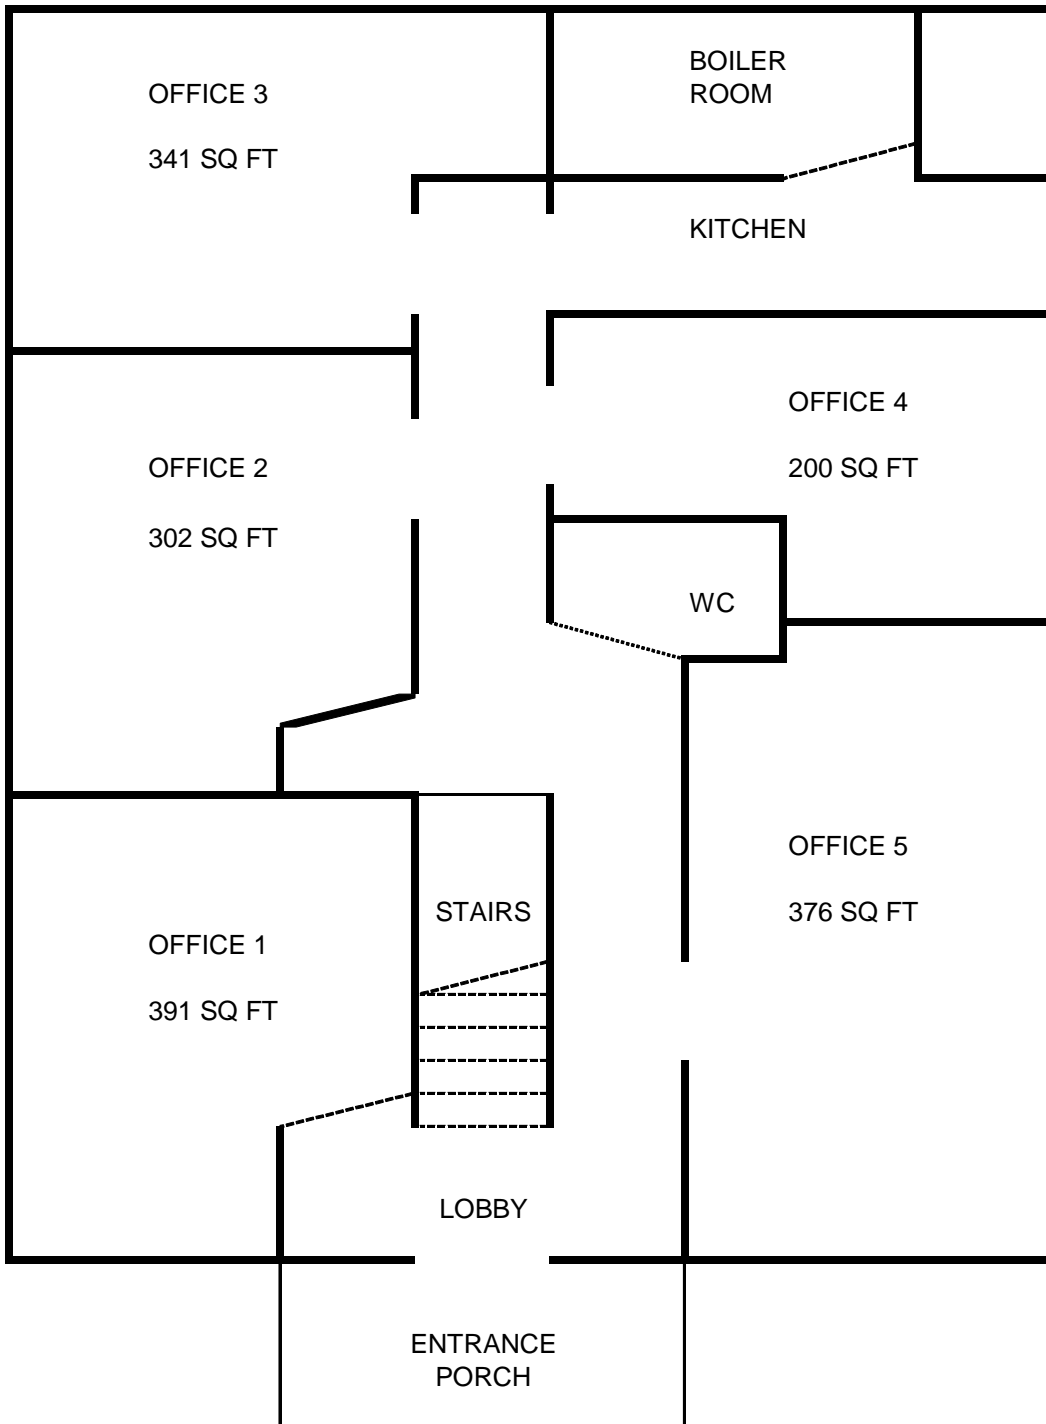 OFFICE 3
341 SQ FT
BOILER
ROOM
KITCHEN
OFFICE 2
302 SQ FT
OFFICE 4
200 SQ FT
WC
OFFICE 1
391 SQ FT
STAIRS
OFFICE 5
376 SQ FT
LOBBY
ENTRANCE
PORCH